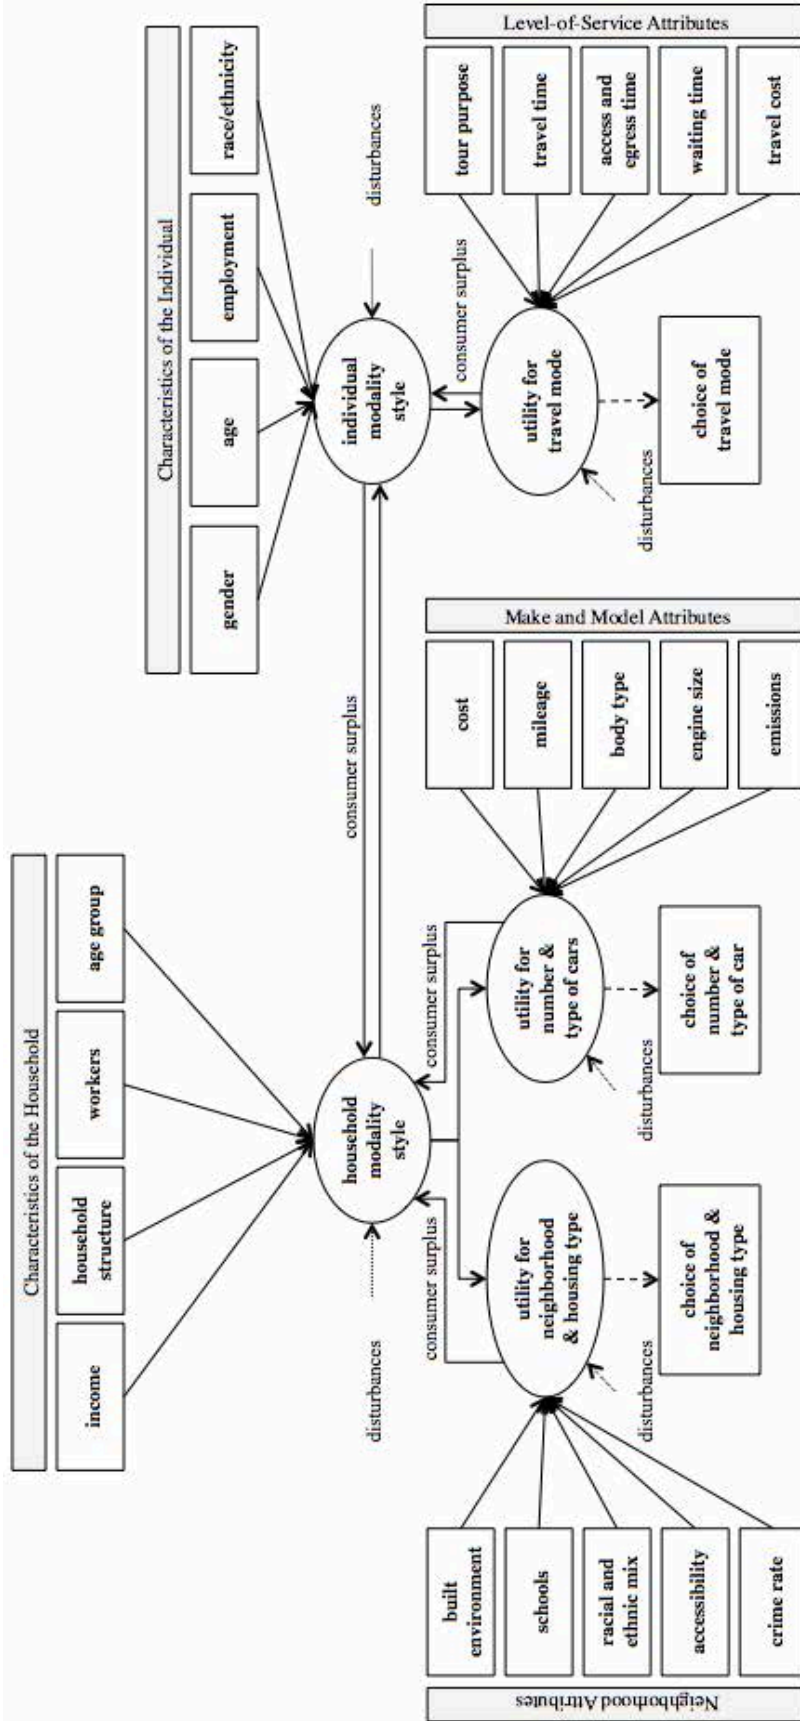 Characteristics of the Household
income
household
structure
workers
age group
Characteristics of the Individual
gender
age
employment
race/ethnicity
disturbances
household
modality
style
consumer surplus
individual
modality
style
disturbances
consumer surplus
consumer surplus
consumer surplus
Neighborhood Attributes
built
environment
schools
racial and
ethnic mix
accessibility
crime rate
utility for
neighborhood
& housing type
disturbances
choice of
neighborhood &
housing type
utility for
number &
type of cars
disturbances
choice of
number &
type of car
cost
mileage
body type
engine size
emissions
Make and Model Attributes
utility for
travel mode
disturbances
choice of
travel mode
tour purpose
travel time
access and
egress time
waiting time
travel cost
Level-of-Service Attributes